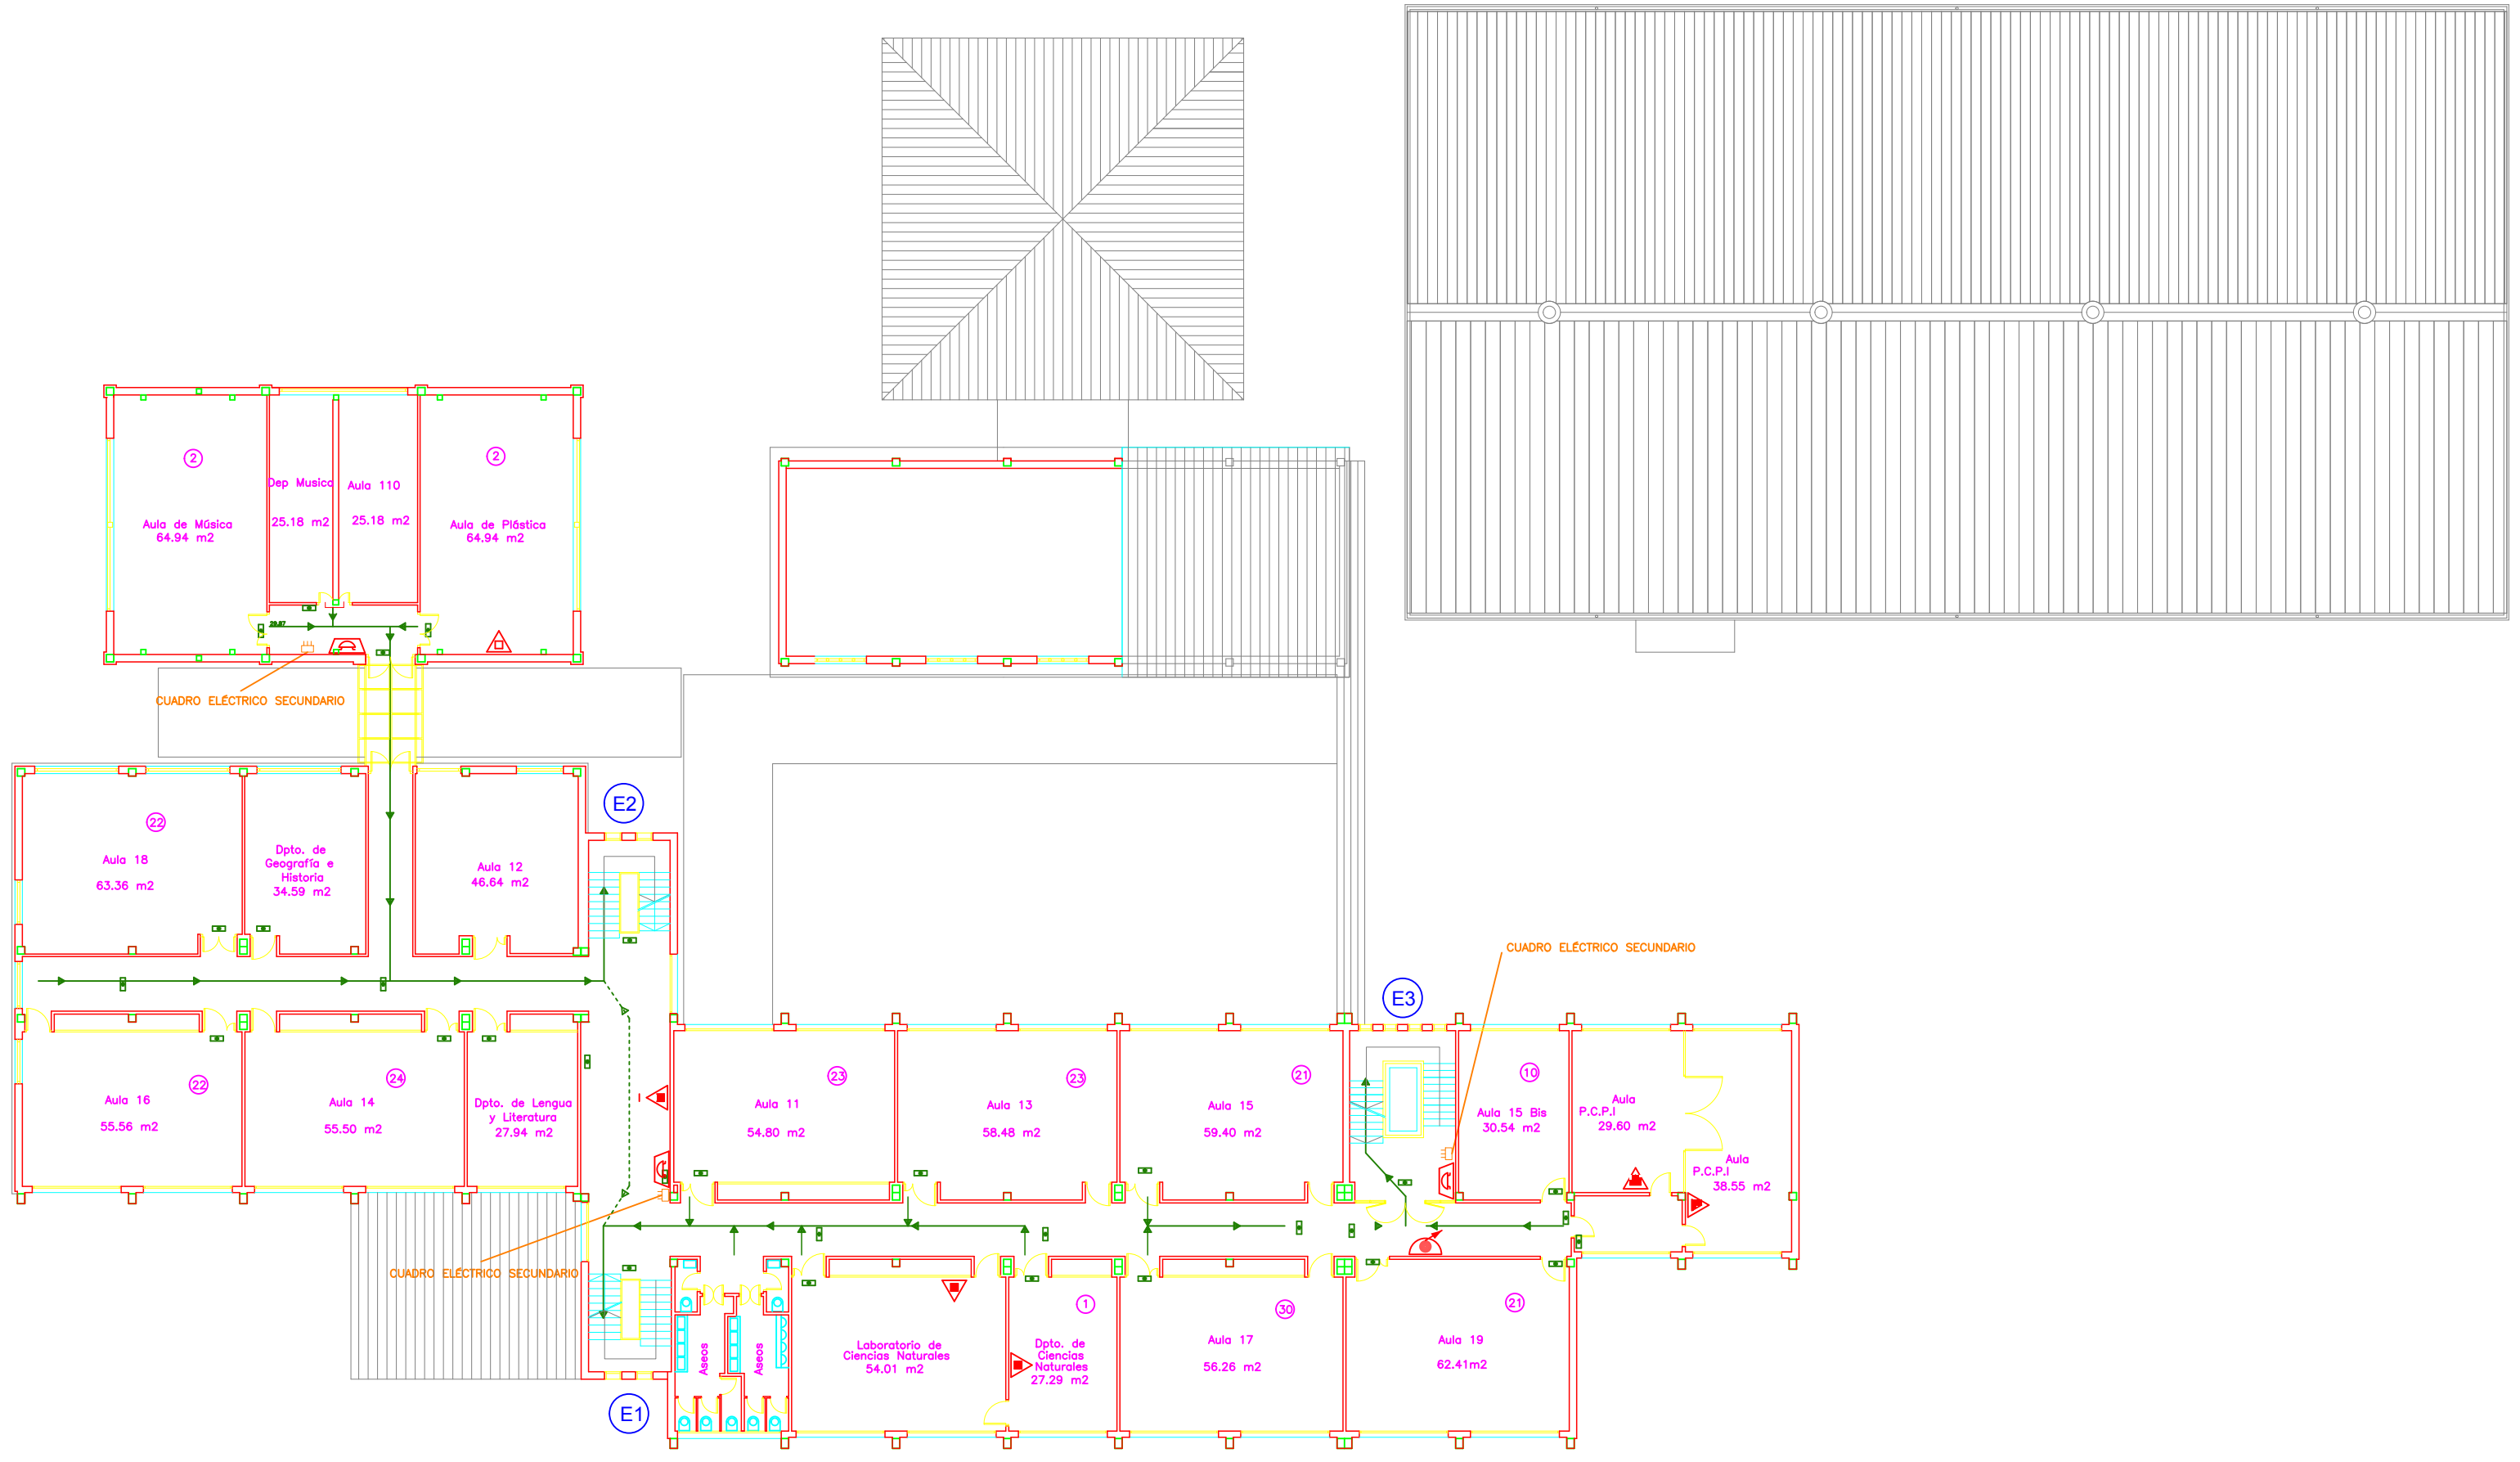 2
2
Dep Musica
Aula 110
25.18 m2
25.18 m2
Aula de Música
64.94 m2
Aula de Plástica
64.94 m2
29.87
CUADRO ELÉCTRICO SECUNDARIO
E2
22
Aula 18
63.36 m2
Dpto. de
Geografía e
Historia
34.59 m2
Aula 12
46.64 m2
CUADRO ELÉCTRICO SECUNDARIO
E3
22
Aula 16
55.56 m2
24
Aula 14
55.50 m2
Dpto. de Lengua
y Literatura
27.94 m2
23
Aula 11
54.80 m2
23
Aula 13
58.48 m2
21
Aula 15
59.40 m2
10
Aula 15 Bis
30.54 m2
Aula
P.C.P.I
29.60 m2
Aula
P.C.P.I
38.55 m2
CUADRO ELÉCTRICO SECUNDARIO
E1
Aseos
Aseos
Laboratorio de
Ciencias Naturales
54.01 m2
1
Dpto. de
Ciencias
Naturales
27.29 m2
30
Aula 17
56.26 m2
21
Aula 19
62.41m2